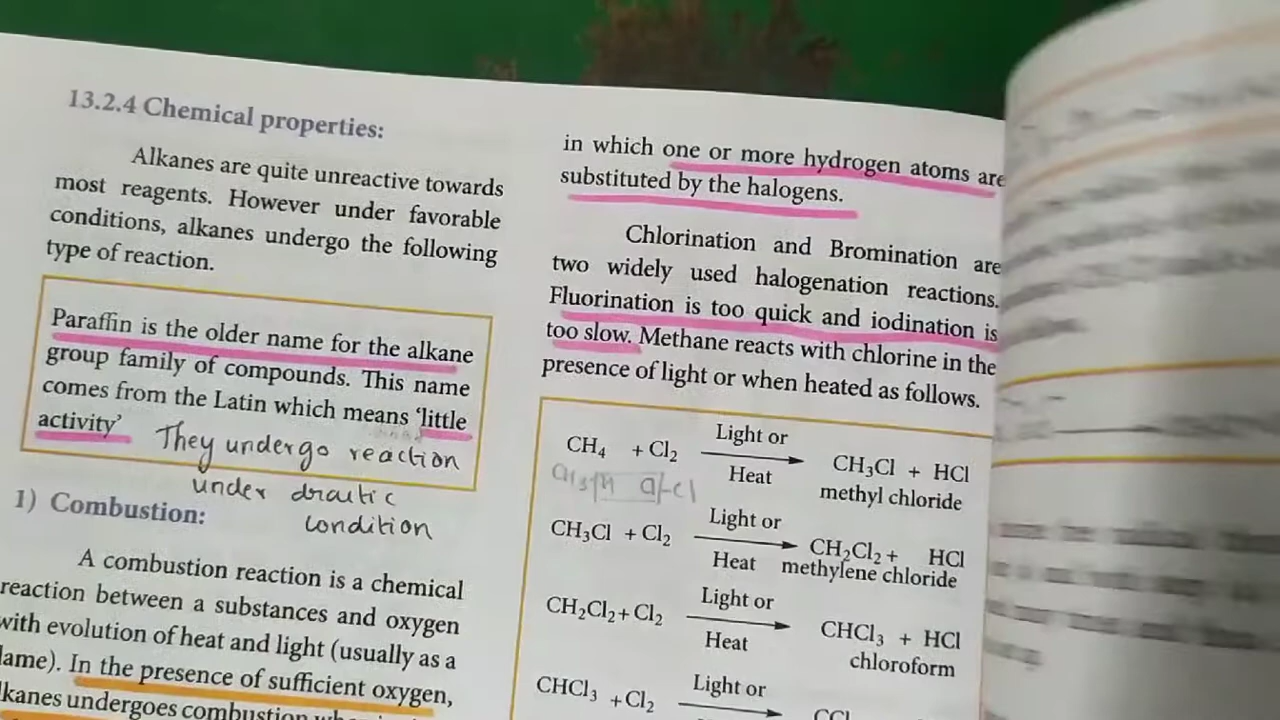 13.2.4 Chemical properties:
Alkanes are quite unreactive towards
most reagents. However under favorable
conditions, alkanes undergo the following
type of reaction.
Paraffin is the older name for the alkane
group family of compounds. This name
comes from the Latin which means ‘little
activity’ They undergo reaction
under drautic
condition
1) Combustion:
A combustion reaction is a chemical
reaction between a substances and oxygen
with evolution of heat and light (usually as a
lame). In the presence of sufficient oxygen,
lkanes undergoes combustion
in which one or more hydrogen atoms are
substituted by the halogens.
Chlorination and Bromination are
two widely used halogenation reactions.
Fluorination is too quick and iodination is
too slow. Methane reacts with chlorine in the
presence of light or when heated as follows.
CH₄ + Cl₂ Light or
Heat CH₃Cl + HCl
methyl chloride
CH₃Cl + Cl₂ Light or
Heat CH₂Cl₂ + HCl
methylene chloride
CH₂Cl₂ + Cl₂ Light or
Heat CHCl₃ + HCl
chloroform
CHCl₃ + Cl₂ Light or